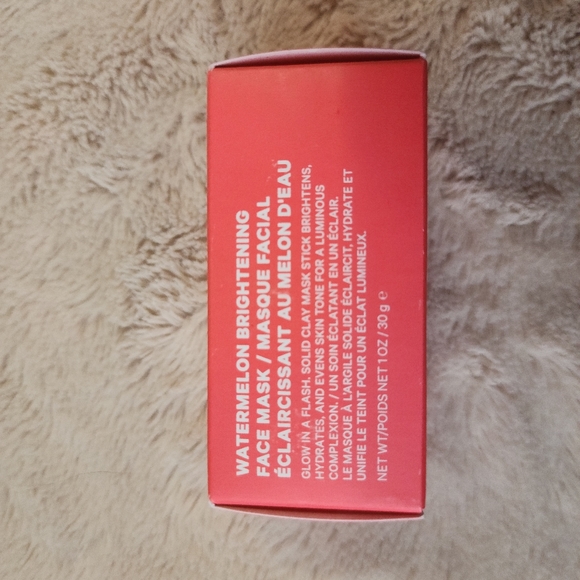 WATERMELON BRIGHTENING
FACE MASK / MASQUE FACIAL
ÉCLAIRCISSANT AU MELON D'EAU
GLOW IN A FLASH. SOLID CLAY MASK STICK BRIGHTENS,
HYDRATES, AND EVENS SKIN TONE FOR A LUMINOUS
COMPLEXION. / UN SOIN ÉCLATANT EN UN ÉCLAIR.
LE MASQUE À L'ARGILE SOLIDE ÉCLAIRCIT, HYDRATE ET
UNIFIE LE TEINT POUR UN ÉCLAT LUMINEUX.
NET WT/POIDS NET 1 OZ / 30 g ℮